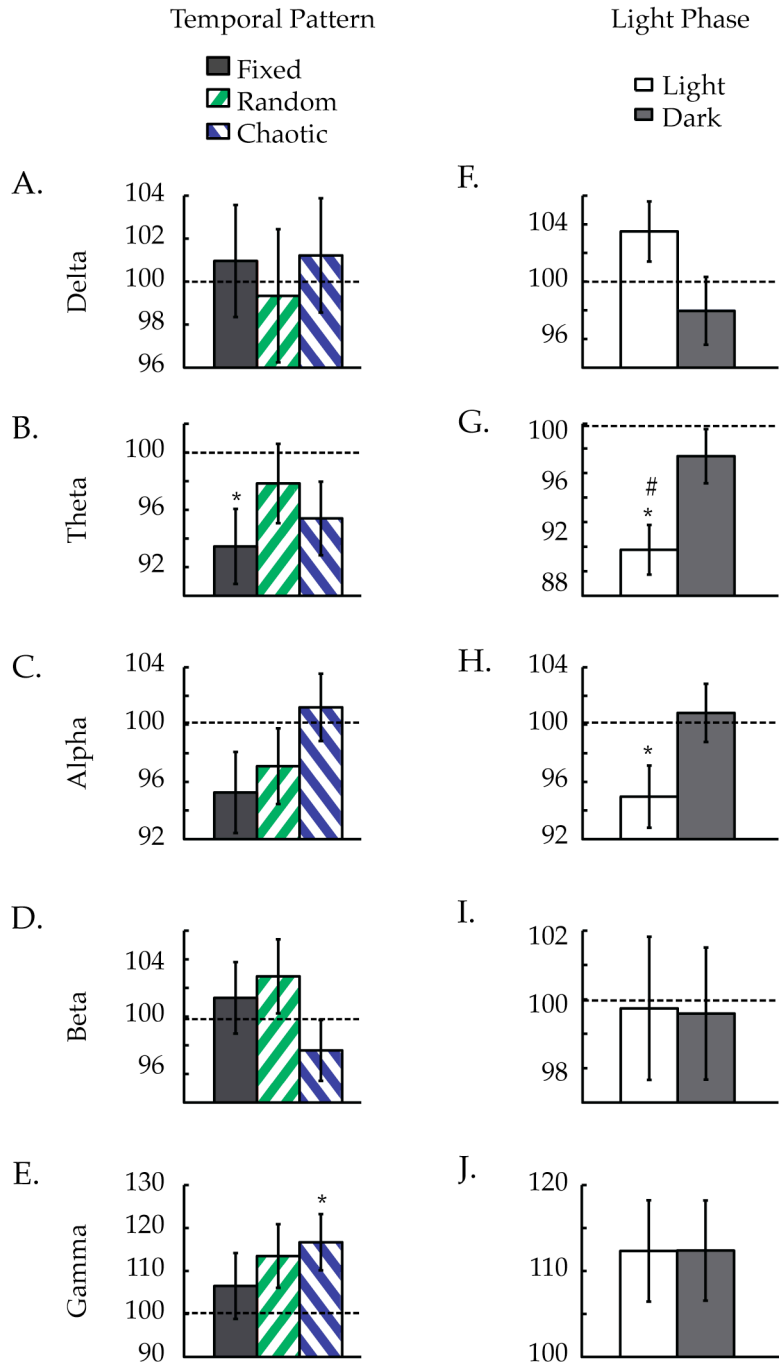 Temporal Pattern
Fixed
Random
Chaotic
Light Phase
Light
Dark
A.
Delta
104
102
100
98
96
F.
104
100
96
B.
Theta
100
96
92
G.
100
96
92
88
*
#
*
C.
Alpha
104
100
96
92
H.
104
100
96
92
*
D.
Beta
104
100
96
I.
102
100
98
E.
Gamma
130
120
110
100
90
*
J.
120
110
100